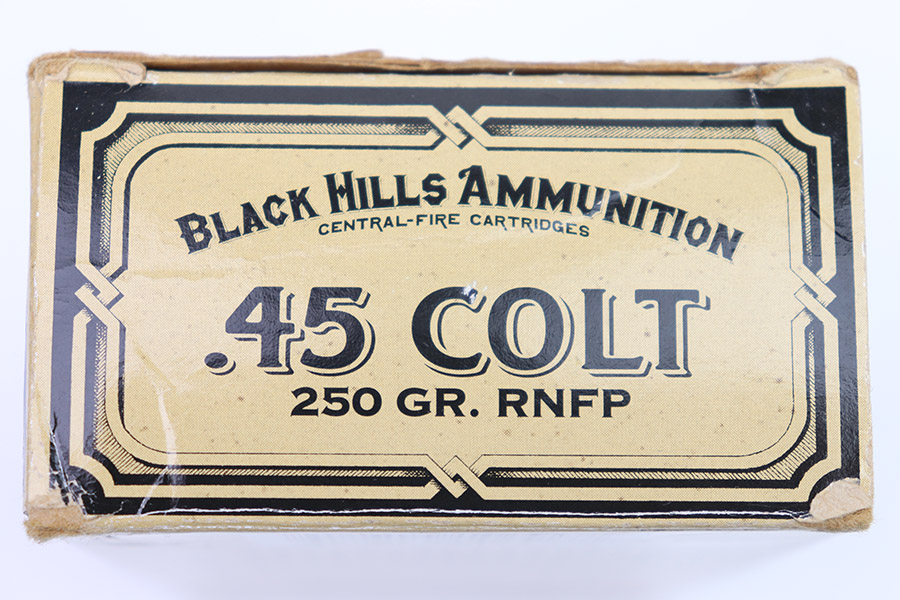 BLACK HILLS AMMUNITION
CENTRAL-FIRE CARTRIDGES
.45 COLT
250 GR. RNFP